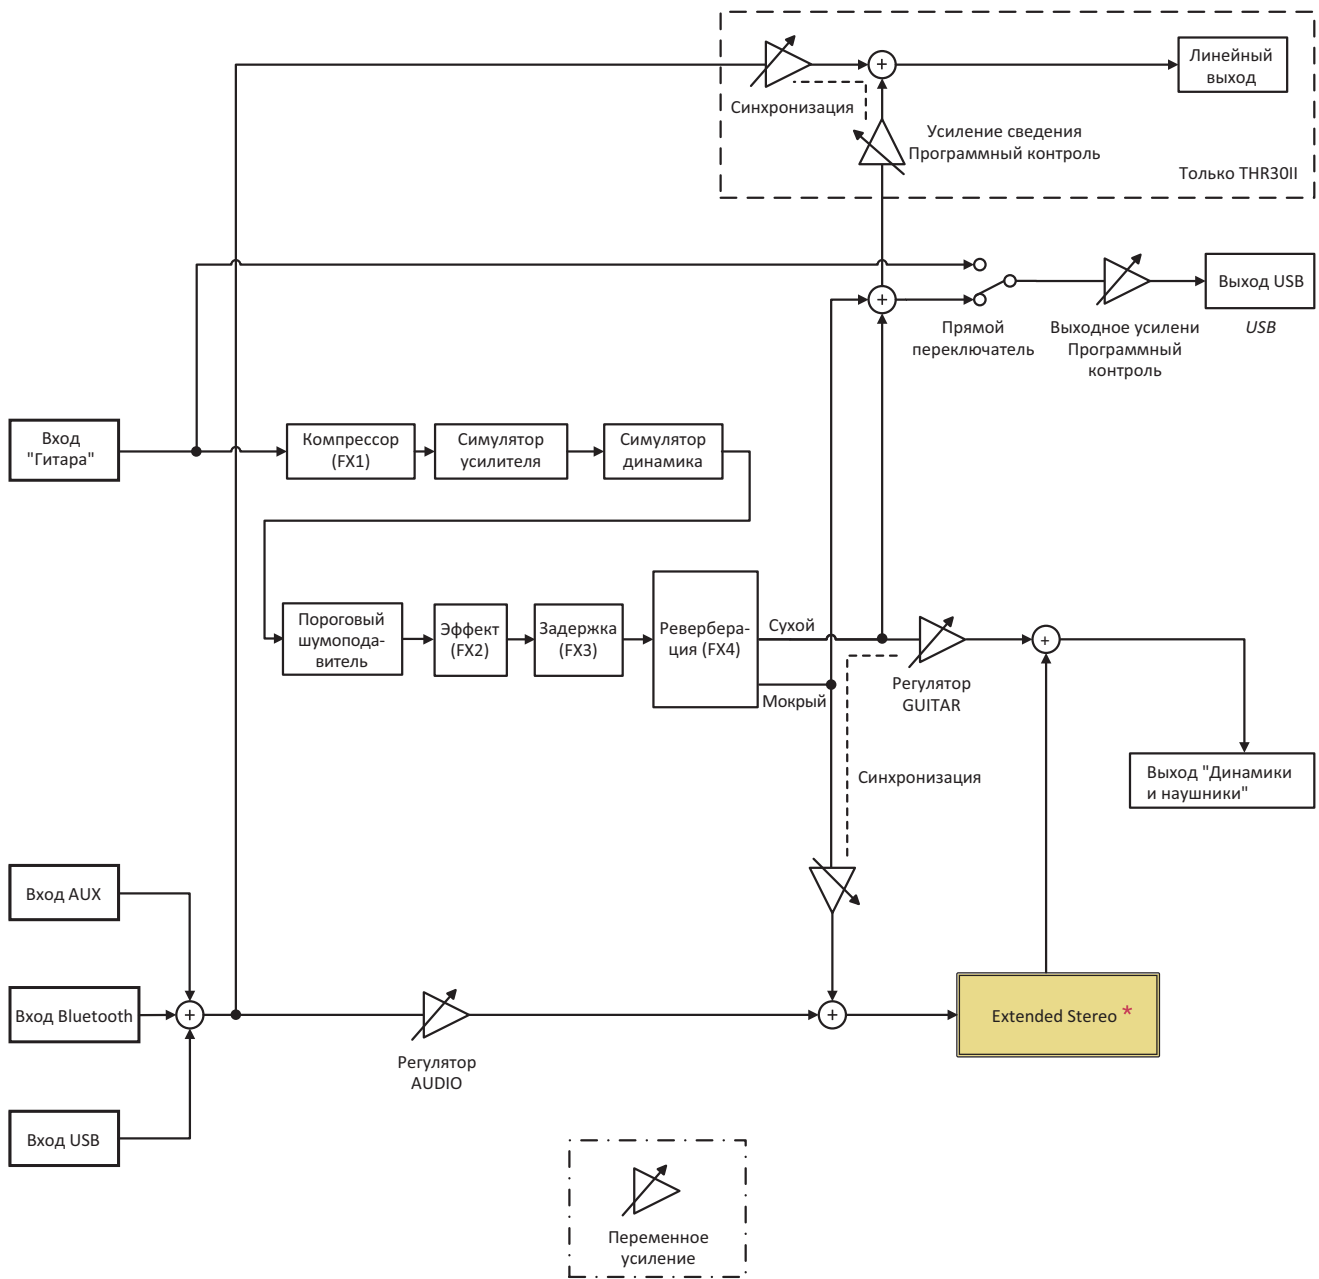 Линейный
выход
Синхронизация
Усиление сведения
Программный контроль
Только THR30II
Выход USB
USB
Прямой
переключатель
Выходное усилени
Программный
контроль
Вход
"Гитара"
Компрессор
(FX1)
Симулятор
усилителя
Симулятор
динамика
Пороговый
шумопода-
витель
Эффект
(FX2)
Задержка
(FX3)
Ревербера-
ция (FX4)
Сухой
Мокрый
Регулятор
GUITAR
Синхронизация
Выход "Динамики
и наушники"
Вход AUX
Вход Bluetooth
Вход USB
Регулятор
AUDIO
Extended Stereo *
Переменное
усиление